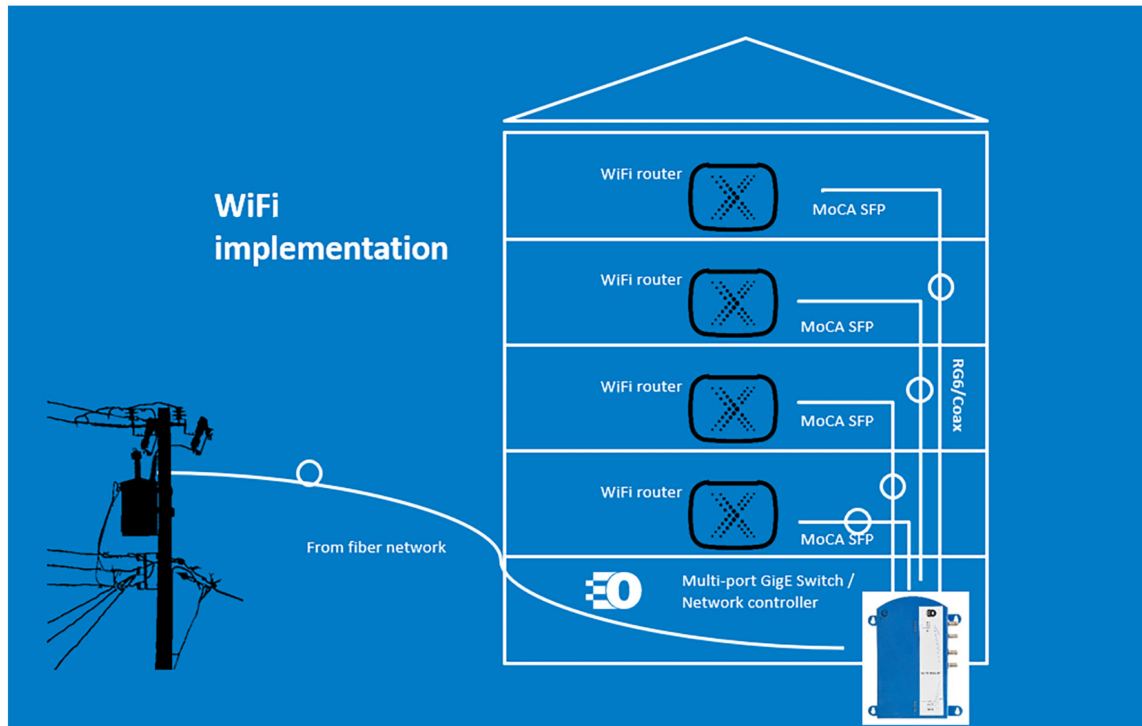 WiFi
implementation
WiFi router
MoCA SFP
WiFi router
MoCA SFP
WiFi router
MoCA SFP
RG6/Coax
WiFi router
MoCA SFP
From fiber network
Multi-port GigE Switch /
Network controller